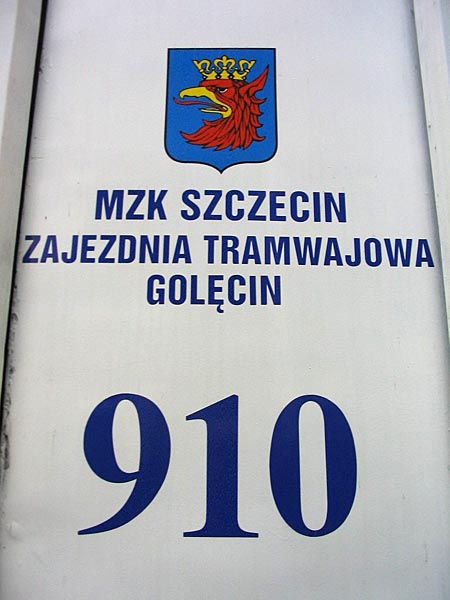 MZK SZCZECIN
ZAJEZDNIA TRAMWAJOWA
GOLĘCIN
910